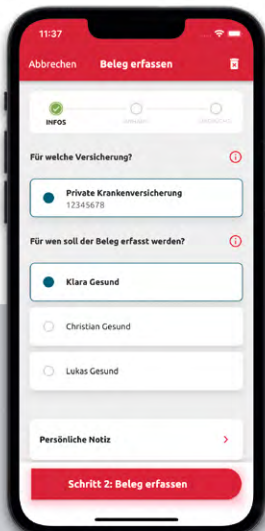 11:37
Abbrechen Beleg erfassen
INFOS
Für welche Versicherung?
Private Krankenversicherung
12345678
Für wen soll der Beleg erfasst werden?
Klara Gesund
Christian Gesund
Lukas Gesund
Persönliche Notiz
Schritt 2: Beleg erfassen